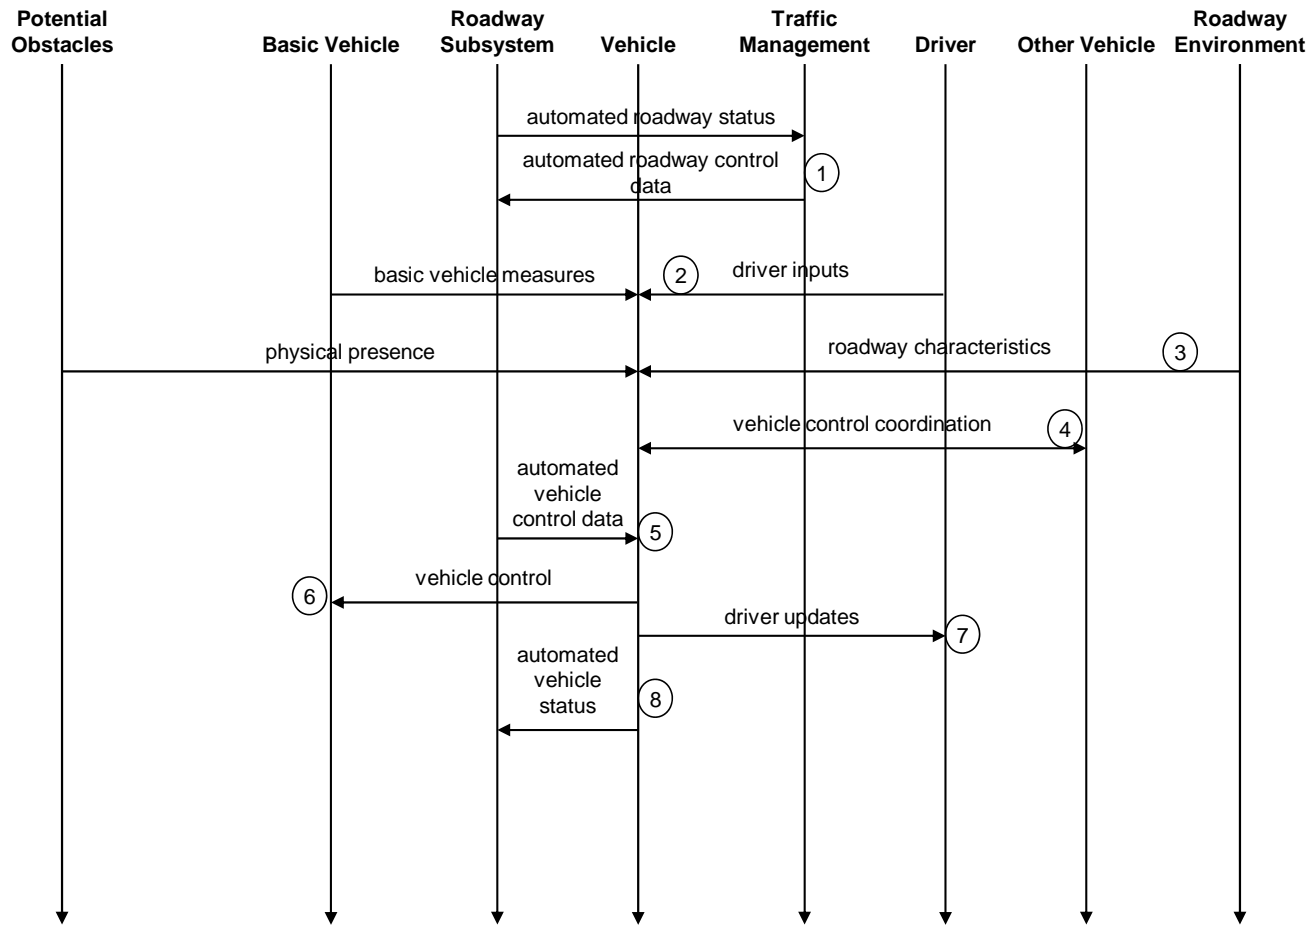 Potential
Obstacles
Basic Vehicle
Roadway
Subsystem
Vehicle
Traffic
Management
Driver
Other Vehicle
Roadway
Environment
automated roadway status
automated roadway control
data
1
basic vehicle measures
2
driver inputs
physical presence
roadway characteristics
3
vehicle control coordination
4
automated
vehicle
control data
5
vehicle control
6
driver updates
7
automated
vehicle
status
8